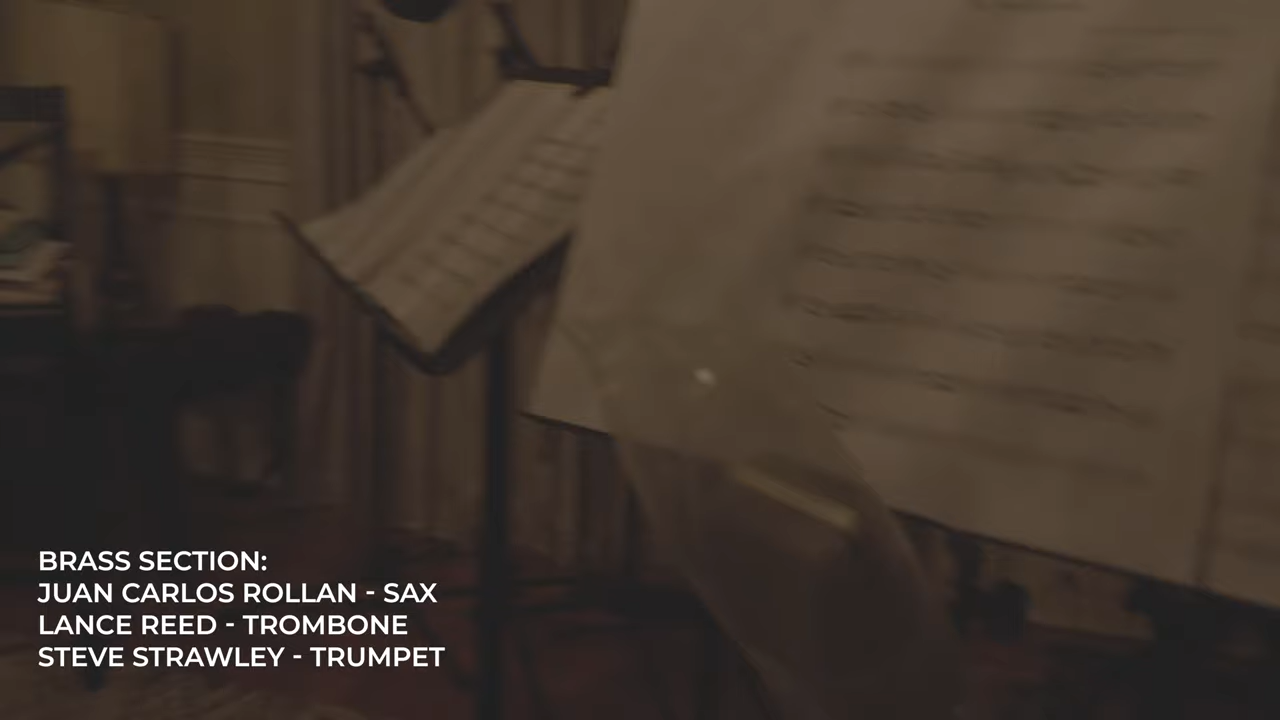 BRASS SECTION:
JUAN CARLOS ROLLAN - SAX
LANCE REED - TROMBONE
STEVE STRAWLEY - TRUMPET